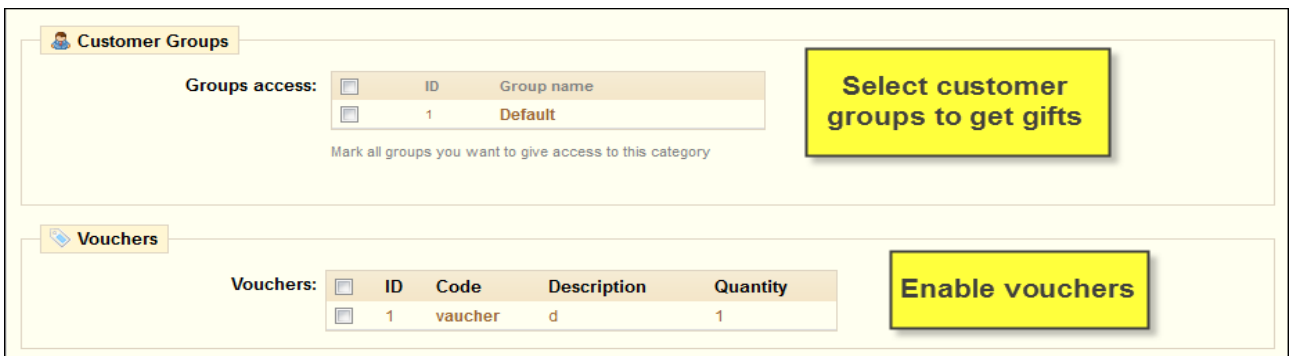 Customer Groups
Groups access:
ID Group name
1 Default
Mark all groups you want to give access to this category
Select customer
groups to get gifts
Vouchers
Vouchers:
ID Code Description Quantity
1 vaucher d 1
Enable vouchers